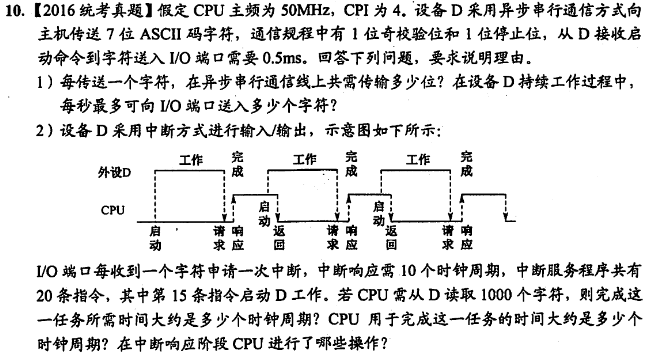 10.【2016 统考真题】假定 CPU 主频为 50MHz，CPI 为 4。设备 D 采用异步串行通信方式向
主机传送 7 位 ASCII 码字符，通信规程中有 1 位奇校验位和 1 位停止位，从 D 接收启
动命令到字符送入 I/O 端口需要 0.5ms。回答下列问题，要求说明理由。
1）每传送一个字符，在异步串行通信线上共需传输多少位？在设备 D 持续工作过程中，
每秒最多可向 I/O 端口送入多少个字符？
2）设备 D 采用中断方式进行输入/输出，示意图如下所示：
工作 完成 工作 完成 工作 完成
外设D
CPU
启动 启动
启动 请求 响应 返回 请求 响应 返回 请求 响应
I/O 端口每收到一个字符申请一次中断，中断响应需 10 个时钟周期，中断服务程序共有
20 条指令，其中第 15 条指令启动 D 工作。若 CPU 需从 D 读取 1000 个字符，则完成这
一任务所需时间大约是多少个时钟周期？CPU 用于完成这一任务的时间大约是多少个
时钟周期？在中断响应阶段 CPU 进行了哪些操作？